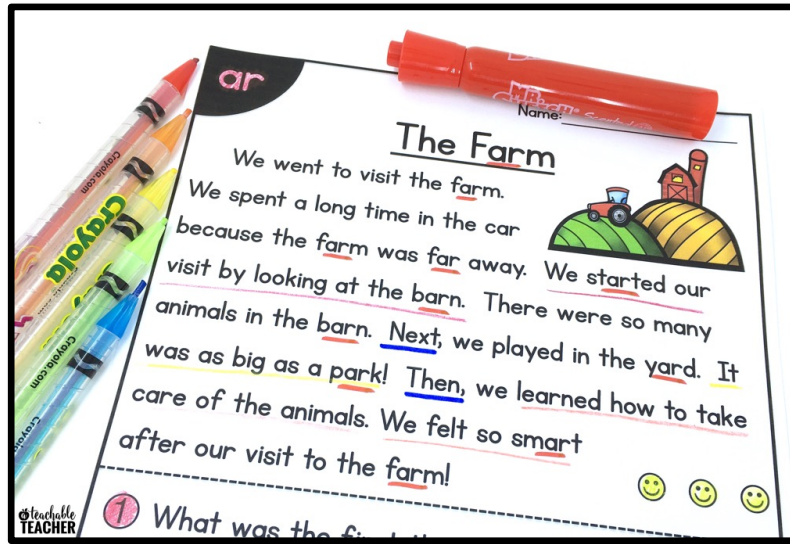 ar
Name:
The Farm
We went to visit the farm.
We spent a long time in the car
because the farm was far away. We started our
visit by looking at the barn. There were so many
animals in the barn. Next, we played in the yard. It
was as big as a park! Then, we learned how to take
care of the animals. We felt so smart
after our visit to the farm!
1 What was the
Crayola.com
Crayola
Crayola.com
teachable
TEACHER